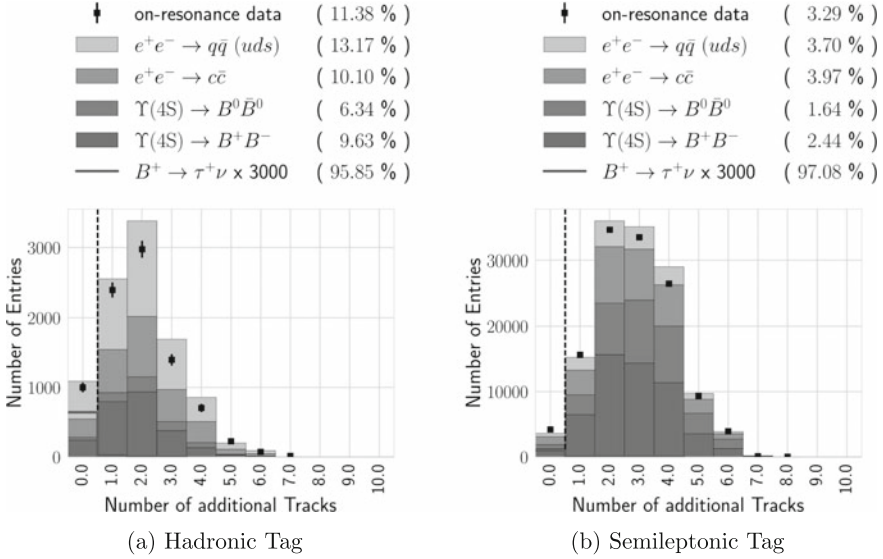 on-resonance data ( 11.38 % )
e⁺e⁻ → qq̄ (uds) ( 13.17 % )
e⁺e⁻ → cc̄ ( 10.10 % )
Υ(4S) → B⁰B̄⁰ ( 6.34 % )
Υ(4S) → B⁺B⁻ ( 9.63 % )
B⁺ → τ⁺ν x 3000 ( 95.85 % )
Number of Entries
3000
2000
1000
0
0.0 1.0 2.0 3.0 4.0 5.0 6.0 7.0 8.0 9.0 10.0
Number of additional Tracks
(a) Hadronic Tag
on-resonance data ( 3.29 % )
e⁺e⁻ → qq̄ (uds) ( 3.70 % )
e⁺e⁻ → cc̄ ( 3.97 % )
Υ(4S) → B⁰B̄⁰ ( 1.64 % )
Υ(4S) → B⁺B⁻ ( 2.44 % )
B⁺ → τ⁺ν x 3000 ( 97.08 % )
Number of Entries
30000
20000
10000
0
0.0 1.0 2.0 3.0 4.0 5.0 6.0 7.0 8.0 9.0 10.0
Number of additional Tracks
(b) Semileptonic Tag